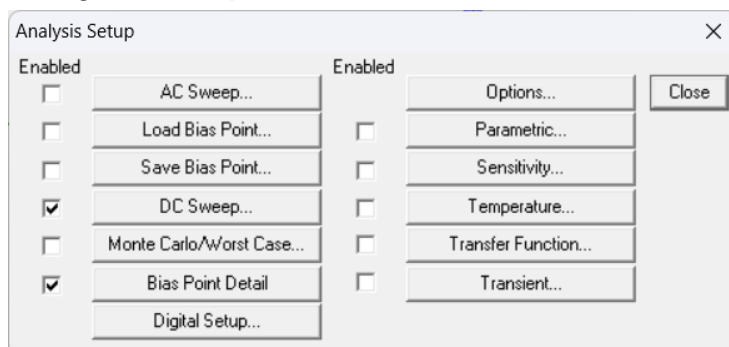 Analysis Setup
Enabled
AC Sweep...
Load Bias Point...
Save Bias Point...
DC Sweep...
Monte Carlo/Worst Case...
Bias Point Detail
Digital Setup...
Enabled
Options...
Parametric...
Sensitivity...
Temperature...
Transfer Function...
Transient...
Close